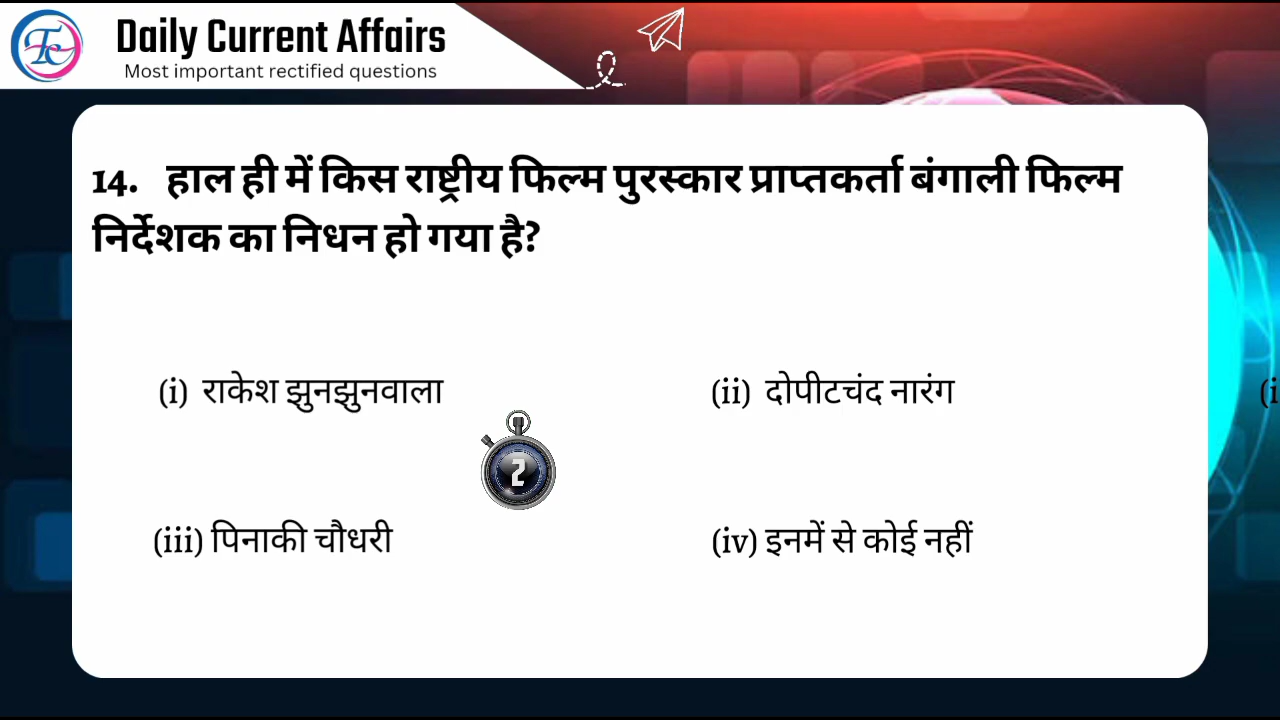 Daily Current Affairs
Most important rectified questions
14. हाल ही में किस राष्ट्रीय फिल्म पुरस्कार प्राप्तकर्ता बंगाली फिल्म
निर्देशक का निधन हो गया है?
(i) राकेश झुनझुनवाला
(ii) दोपीटचंद नारंग
(i
2
(iii) पिनाकी चौधरी
(iv) इनमें से कोई नहीं